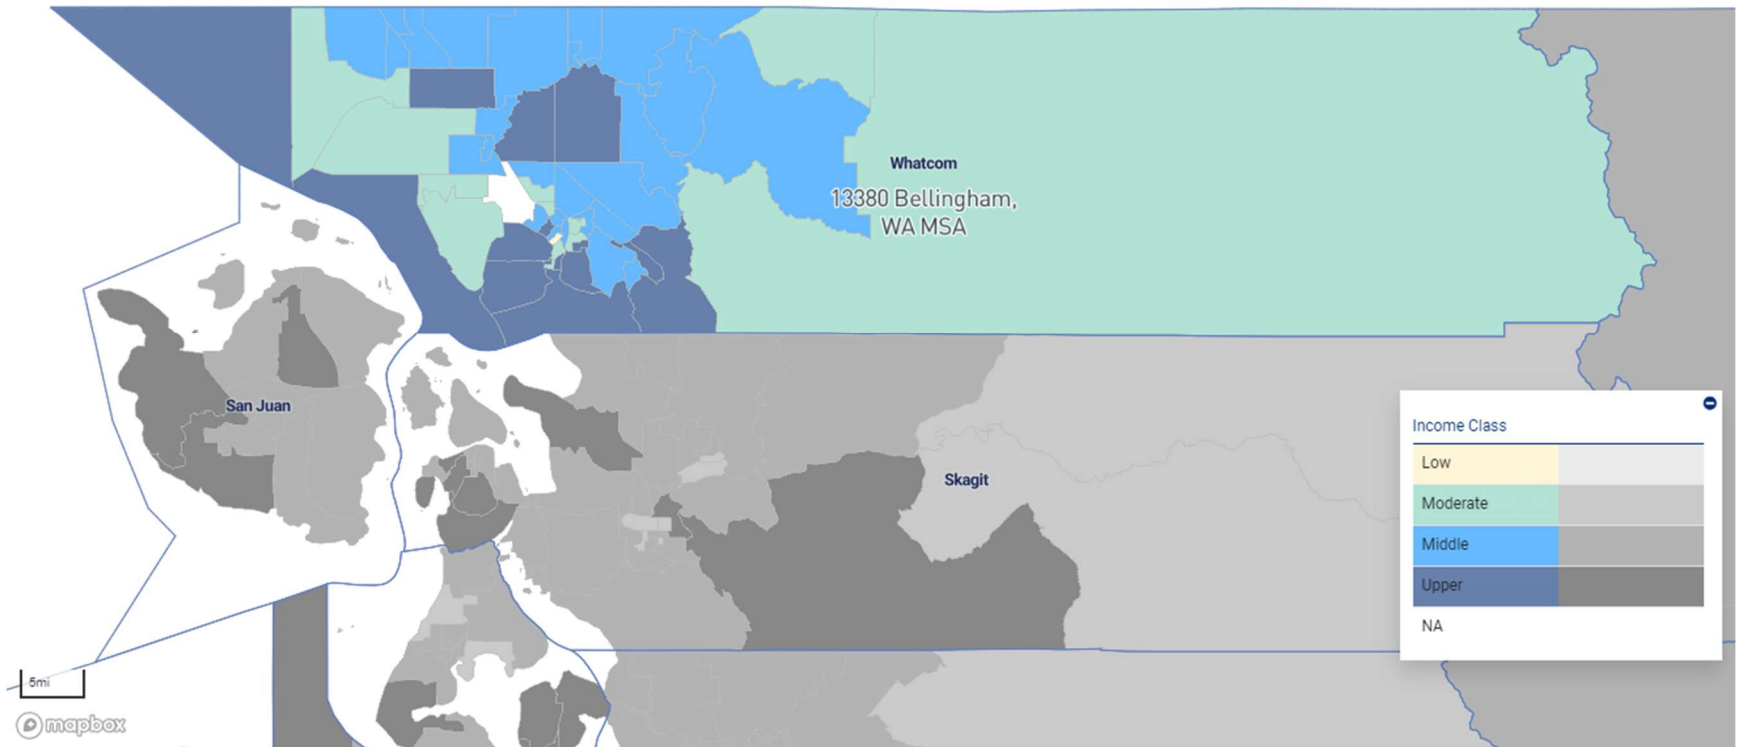 Whatcom
13380 Bellingham,
WA MSA
San Juan
Skagit
Income Class
Low
Moderate
Middle
Upper
NA
5mi
mapbox